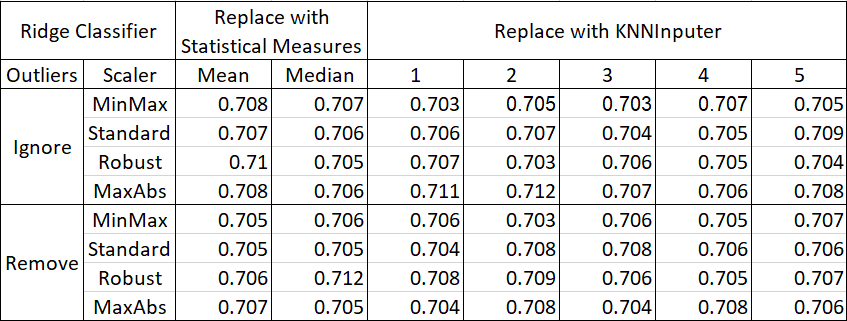 Ridge Classifier Replace with Statistical Measures Replace with KNNInputer
Outliers Scaler Mean Median 1 2 3 4 5
Ignore MinMax 0.708 0.707 0.703 0.705 0.703 0.707 0.705
Standard 0.707 0.706 0.706 0.707 0.704 0.705 0.709
Robust 0.71 0.705 0.707 0.703 0.706 0.705 0.704
MaxAbs 0.708 0.706 0.711 0.712 0.707 0.706 0.708
Remove MinMax 0.705 0.706 0.706 0.703 0.706 0.705 0.707
Standard 0.705 0.705 0.704 0.708 0.708 0.706 0.706
Robust 0.706 0.712 0.708 0.709 0.706 0.705 0.707
MaxAbs 0.707 0.705 0.704 0.708 0.704 0.708 0.706